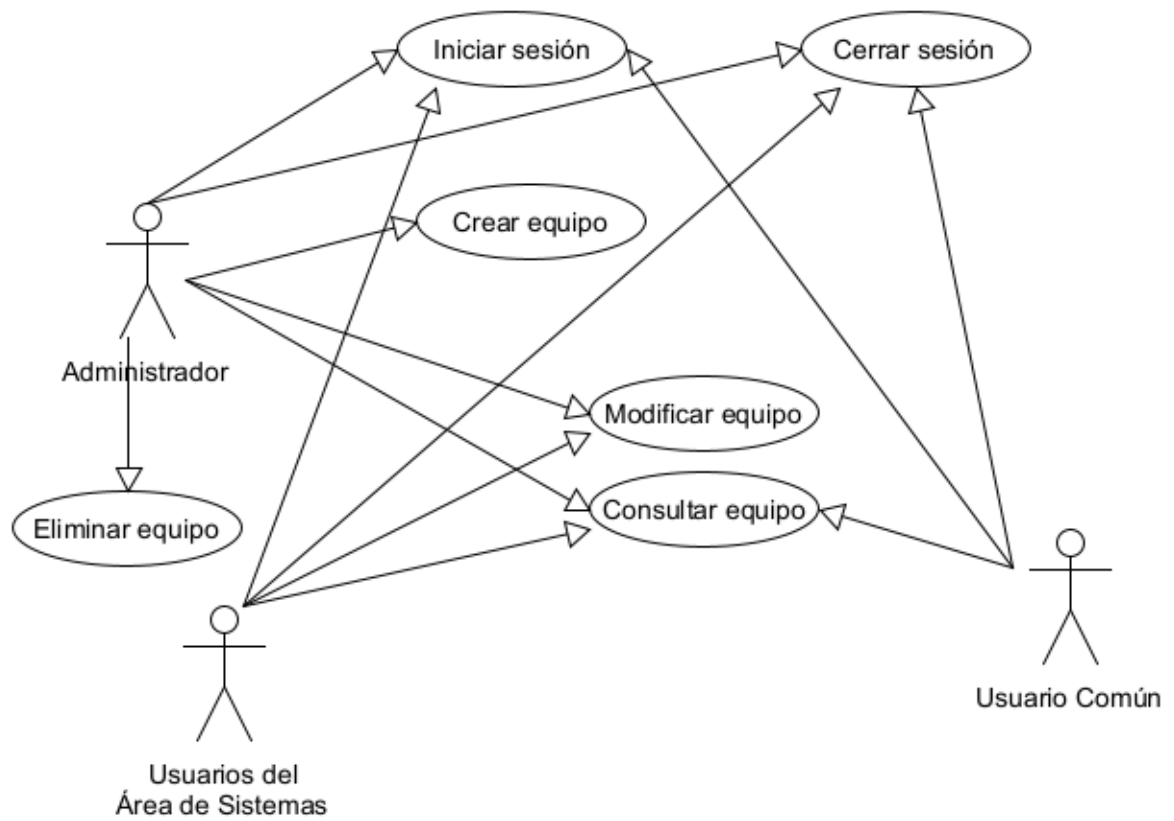 Iniciar sesión
Cerrar sesión
Crear equipo
Administrador
Modificar equipo
Consultar equipo
Eliminar equipo
Usuario Común
Usuarios del
Área de Sistemas